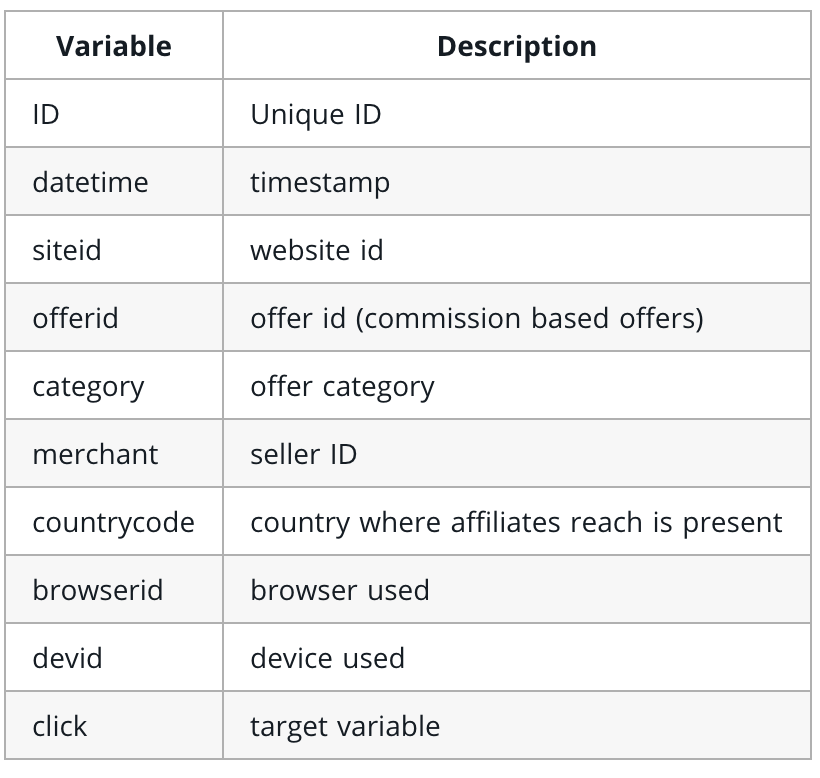 Variable Description
ID Unique ID
datetime timestamp
siteid website id
offerid offer id (commission based offers)
category offer category
merchant seller ID
countrycode country where affiliates reach is present
browserid browser used
devid device used
click target variable